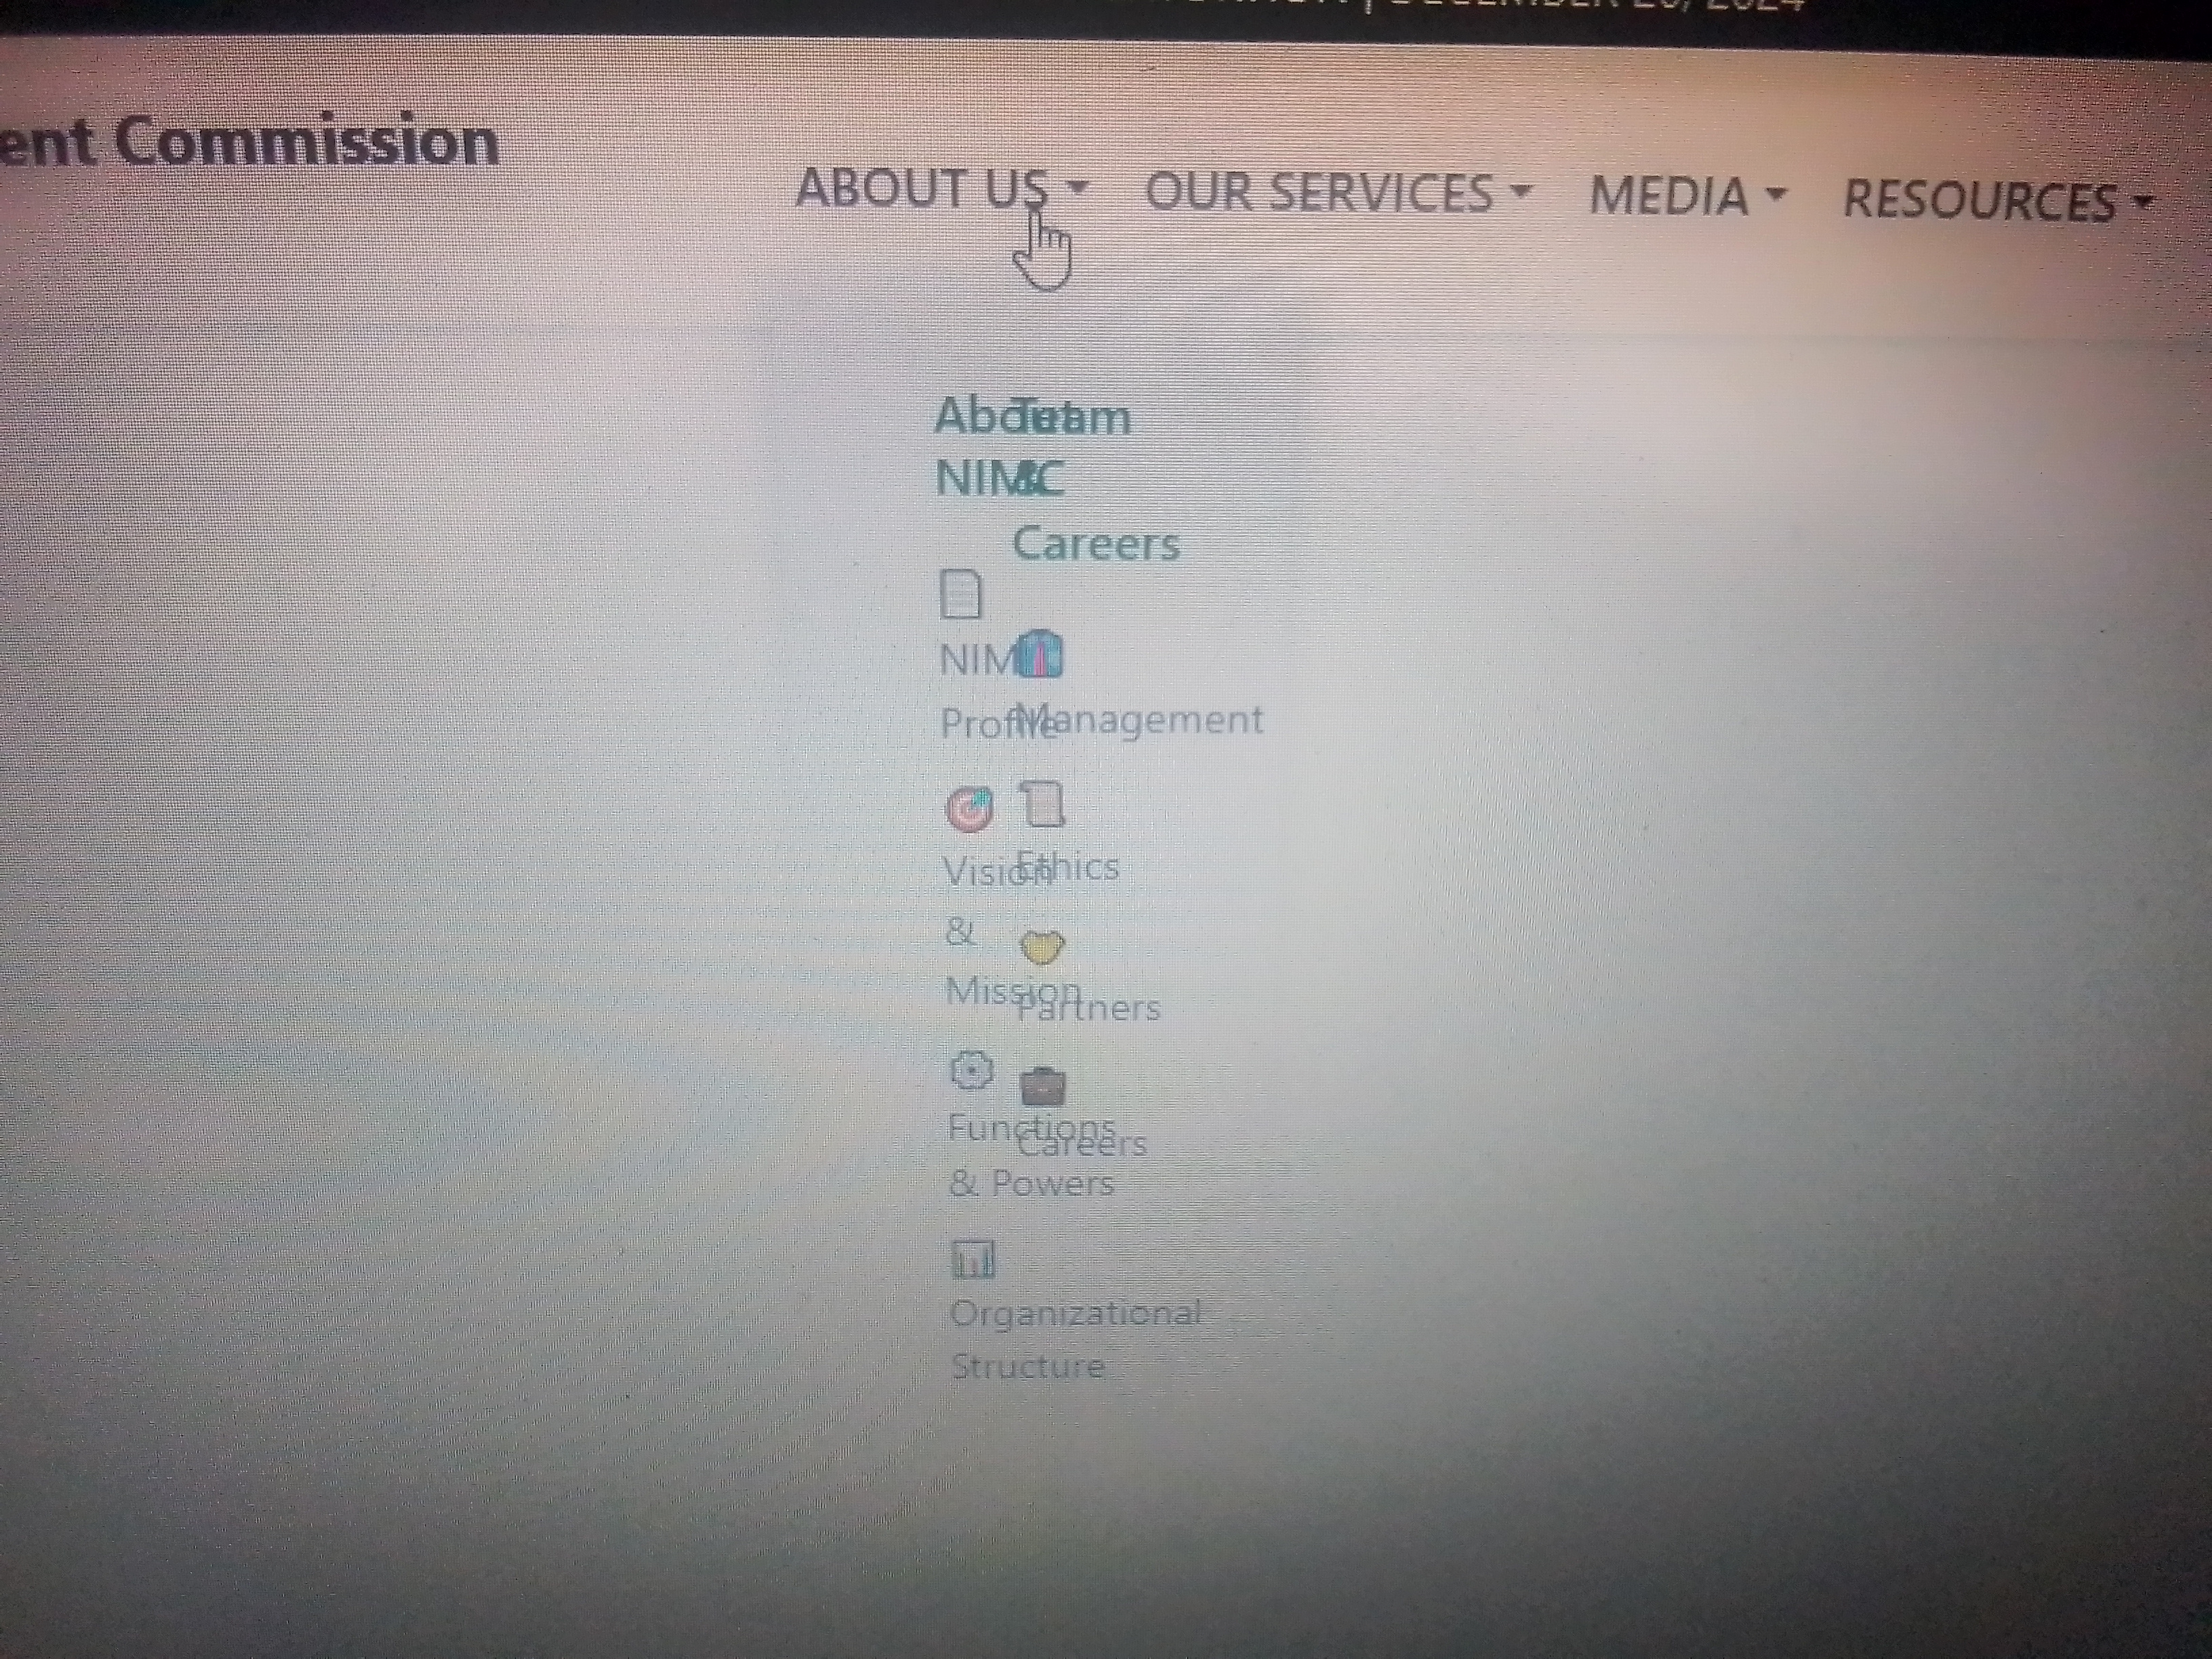 DECEMBER 20, 2024
ent Commission
ABOUT US
OUR SERVICES
MEDIA
RESOURCES
About
NIMC
Team
&
Careers
NIMC
Profile
Vision
&
Mission
Functions
& Powers
Organizational
Structure
Management
Ethics
Partners
Careers